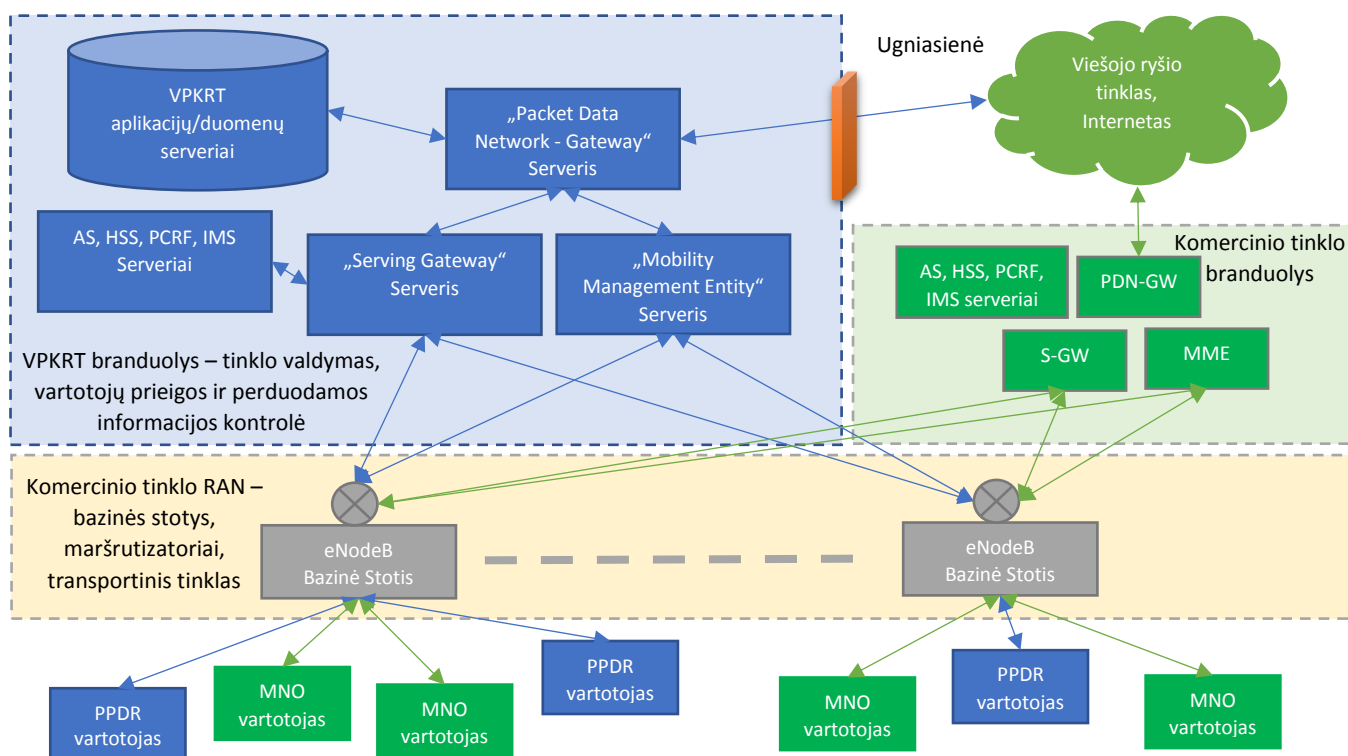 VPKRT
aplikacijų/duomenų
serveriai
„Packet Data
Network - Gateway“
Serveris
Ugniasienė
Viešojo ryšio
tinklas,
Internetas
AS, HSS, PCRF, IMS
Serveriai
„Serving Gateway“
Serveris
„Mobility
Management Entity“
Serveris
Komercinio tinklo
branduolys
AS, HSS, PCRF,
IMS serveriai
PDN-GW
S-GW
MME
VPKRT branduolys – tinklo valdymas,
vartotojų prieigos ir perduodamos
informacijos kontrolė
Komercinio tinklo RAN –
bazinės stotys,
maršrutizatoriai,
transportinis tinklas
eNodeB
Bazinė Stotis
eNodeB
Bazinė Stotis
PPDR
vartotojas
MNO
vartotojas
MNO
vartotojas
PPDR
vartotojas
MNO
vartotojas
PPDR
vartotojas
MNO
vartotojas